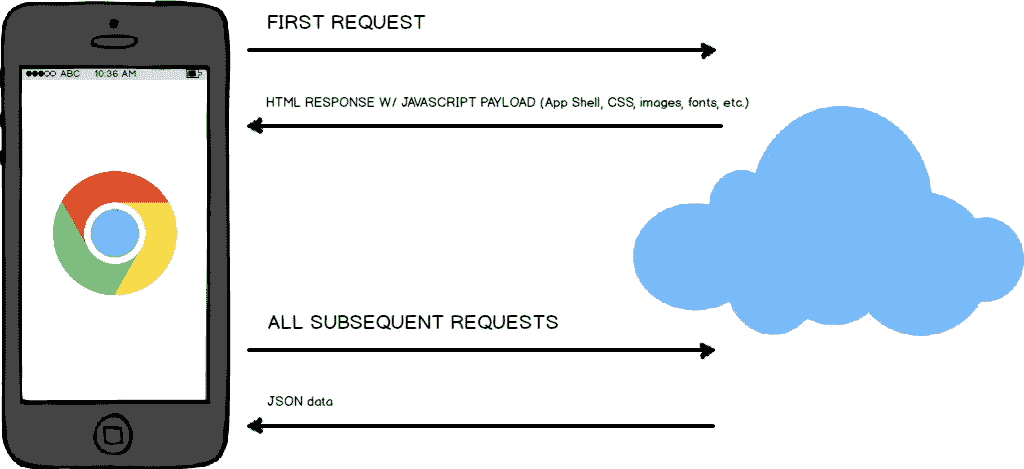 FIRST REQUEST
ABC 10:36 AM
HTML RESPONSE W/ JAVASCRIPT PAYLOAD (App Shell, CSS, images, fonts, etc.)
ALL SUBSEQUENT REQUESTS
JSON data